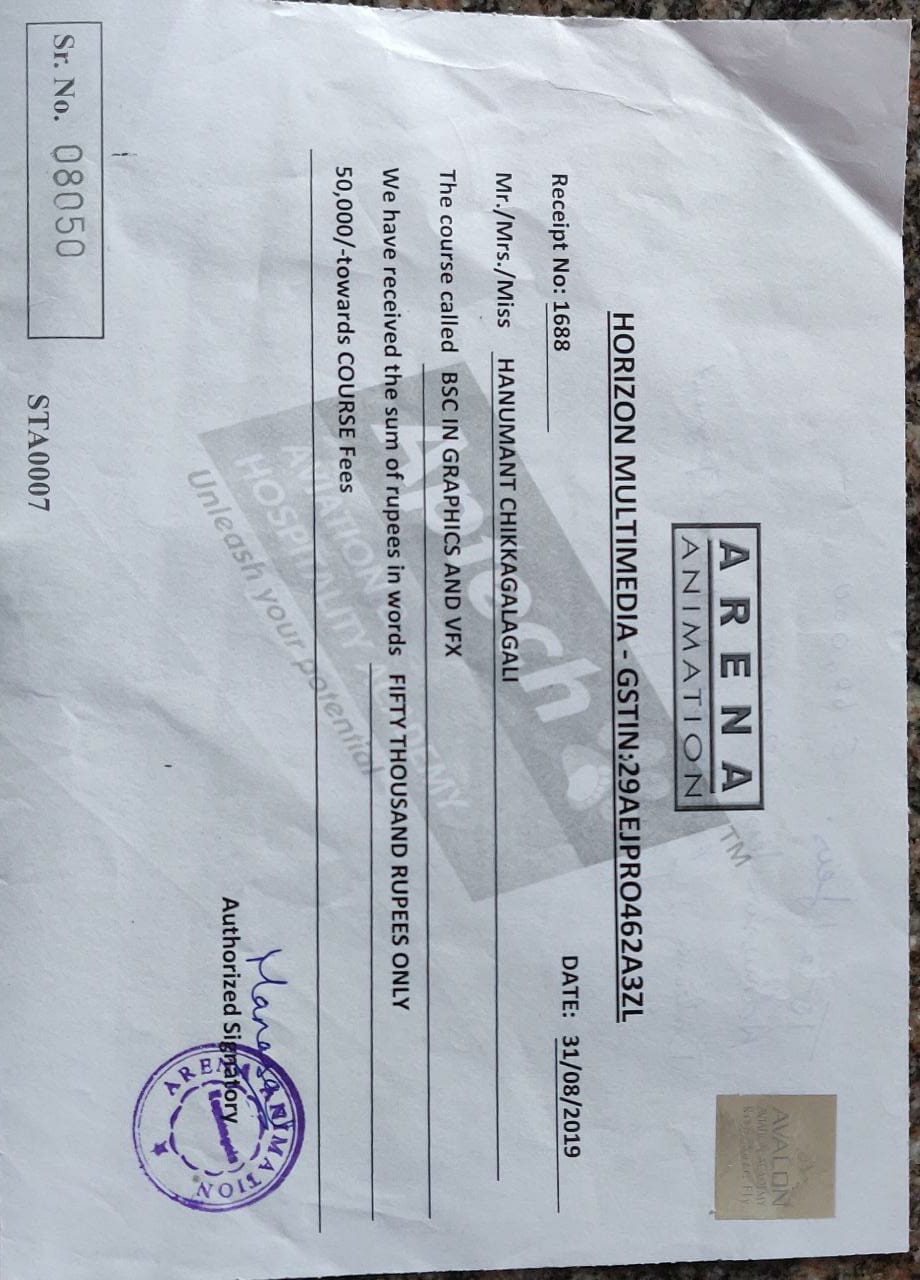 ARENA
ANIMATION
TM
AVALON
HORIZON MULTIMEDIA - GSTIN:29AEJPRO462A3ZL
Receipt No: 1688
DATE: 31/08/2019
Mr./Mrs./Miss HANUMANT CHIKKAGALAGALI
The course called BSC IN GRAPHICS AND VFX
We have received the sum of rupees in words FIFTY THOUSAND RUPEES ONLY
50,000/-towards COURSE Fees
Aptech
AVIATION
HOSPITALITY ACADEMY
Unleash your potential
Authorized Signatory
ARENA ANIMATION
Sr. No. 08050
STA0007